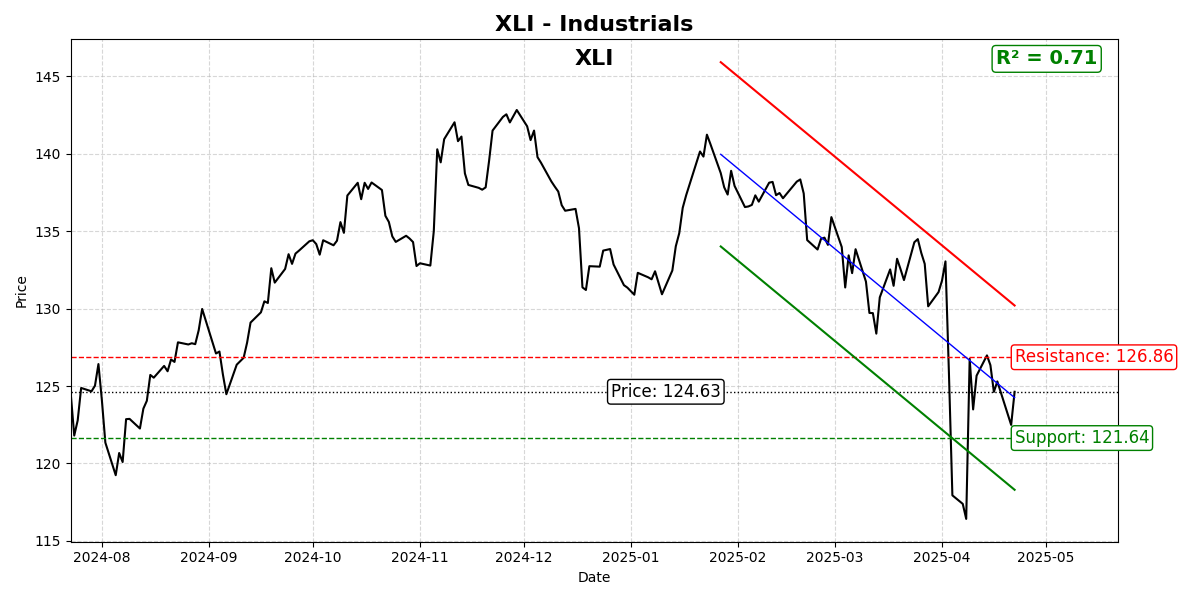 XLI - Industrials
XLI
R² = 0.71
145
140
135
130
125
120
115
Price
Resistance: 126.86
Price: 124.63
Support: 121.64
2024-08
2024-09
2024-10
2024-11
2024-12
2025-01
2025-02
2025-03
2025-04
2025-05
Date